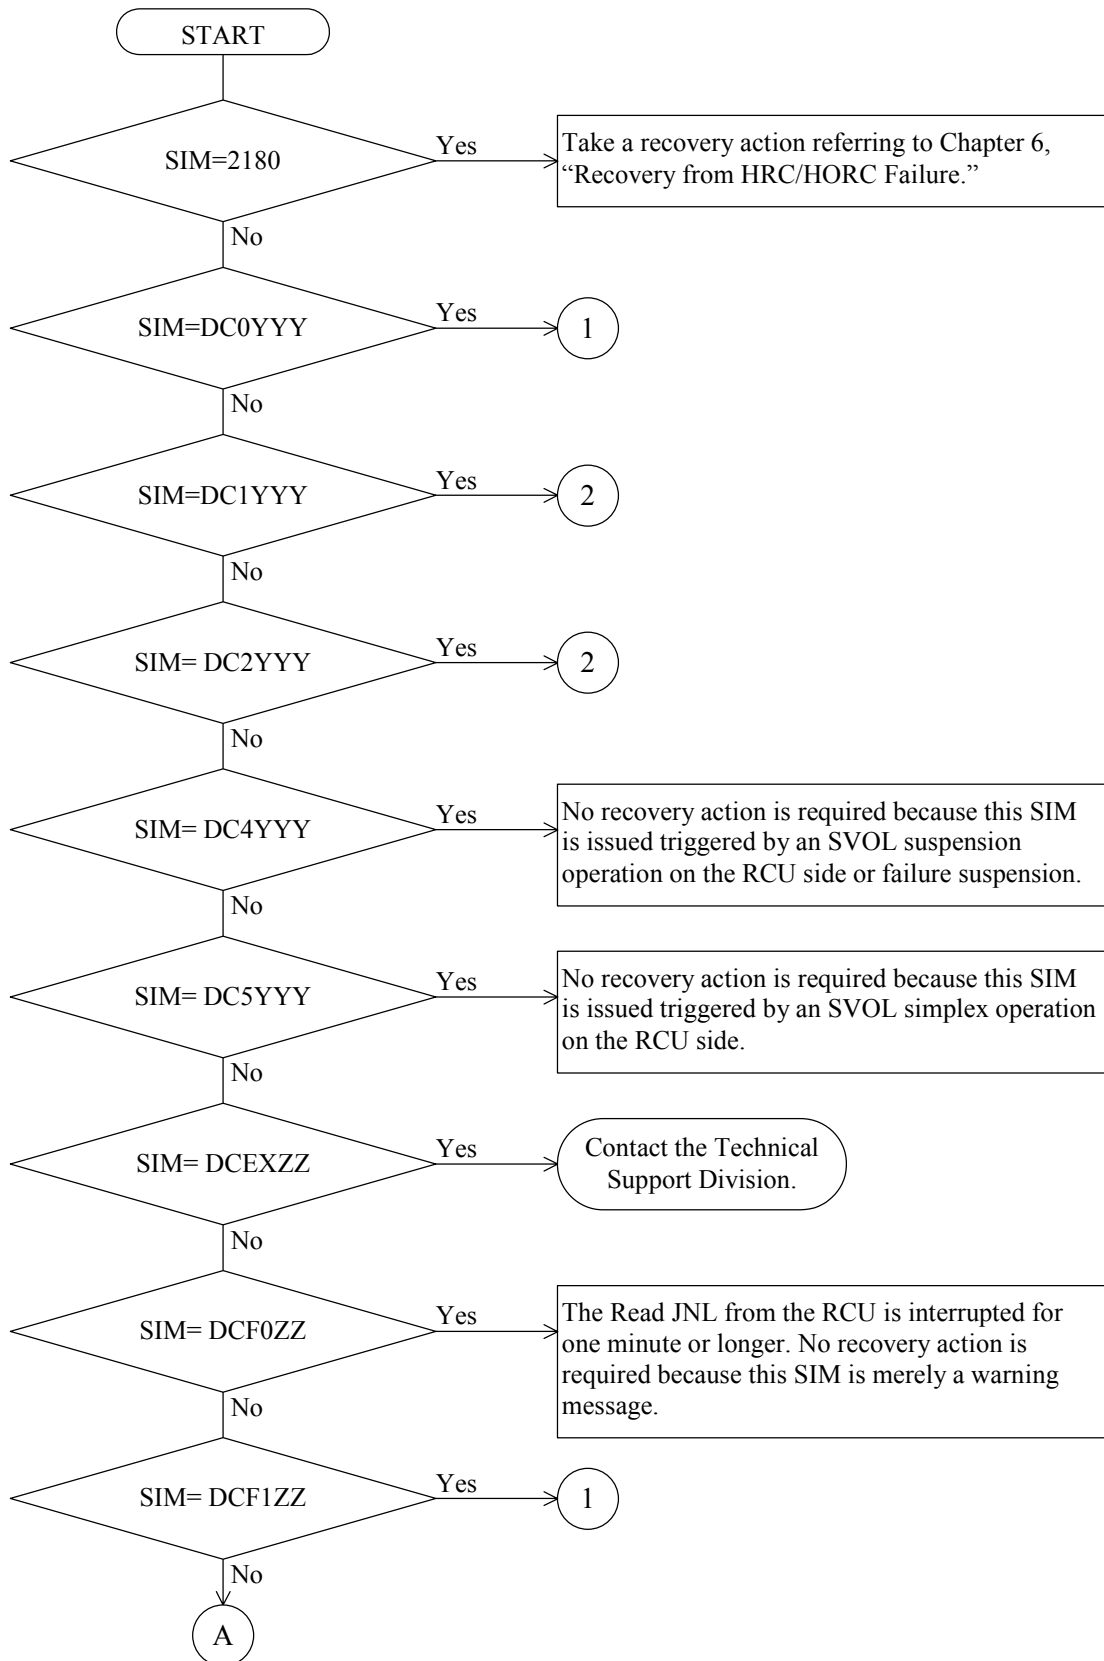 START
SIM=2180
Yes
Take a recovery action referring to Chapter 6,
“Recovery from HRC/HORC Failure.”
No
SIM=DC0YYY
Yes
1
No
SIM=DC1YYY
Yes
2
No
SIM= DC2YYY
Yes
2
No
SIM= DC4YYY
Yes
No recovery action is required because this SIM
is issued triggered by an SVOL suspension
operation on the RCU side or failure suspension.
No
SIM= DC5YYY
Yes
No recovery action is required because this SIM
is issued triggered by an SVOL simplex operation
on the RCU side.
No
SIM= DCEXZZ
Yes
Contact the Technical
Support Division.
No
SIM= DCF0ZZ
Yes
The Read JNL from the RCU is interrupted for
one minute or longer. No recovery action is
required because this SIM is merely a warning
message.
No
SIM= DCF1ZZ
Yes
1
No
A